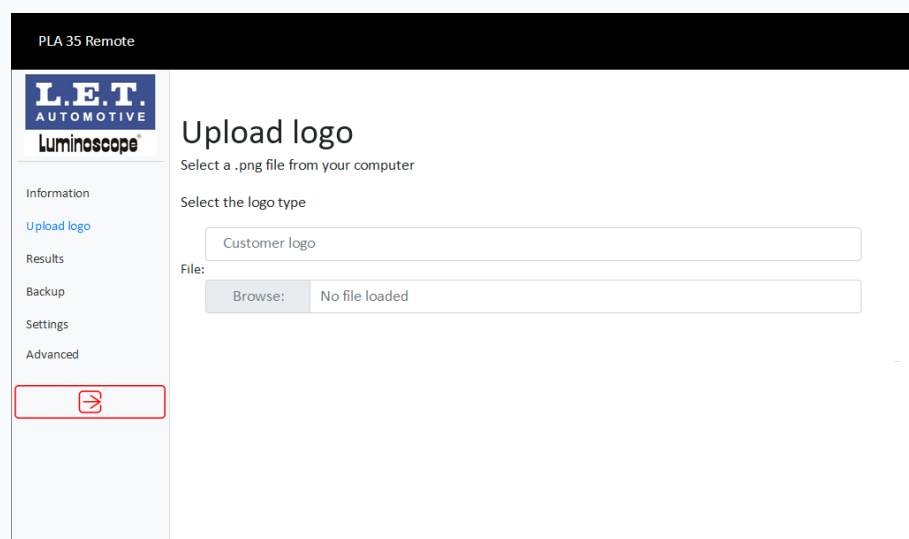 PLA 35 Remote
L.E.T.
AUTOMOTIVE
Luminoscope®
Information
Upload logo
Results
Backup
Settings
Advanced
Upload logo
Select a .png file from your computer
Select the logo type
Customer logo
File:
Browse: No file loaded